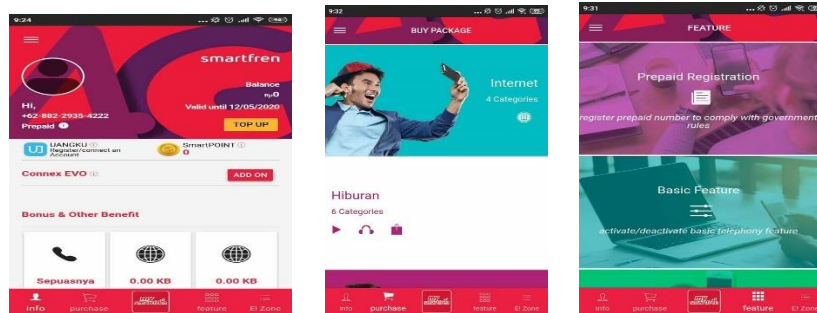 9:24
smartfren
Balance
Rp0
Hi,
Valid until 12/05/2020
+62-882-2935-4222
Prepaid
TOP UP
UANGKU
Register/connect an
Account
SmartPOINT
0
Connex EVO
ADD ON
Bonus & Other Benefit
Sepuasnya
0.00 KB
0.00 KB
info
purchase
feature
E! Zone
9:32
BUY PACKAGE
Internet
4 Categories
Hiburan
6 Categories
info
purchase
feature
E! Zone
9:31
FEATURE
Prepaid Registration
register prepaid number to comply with government
rules
Basic Feature
activate/deactivate basic telephony feature
info
purchase
feature
E! Zone